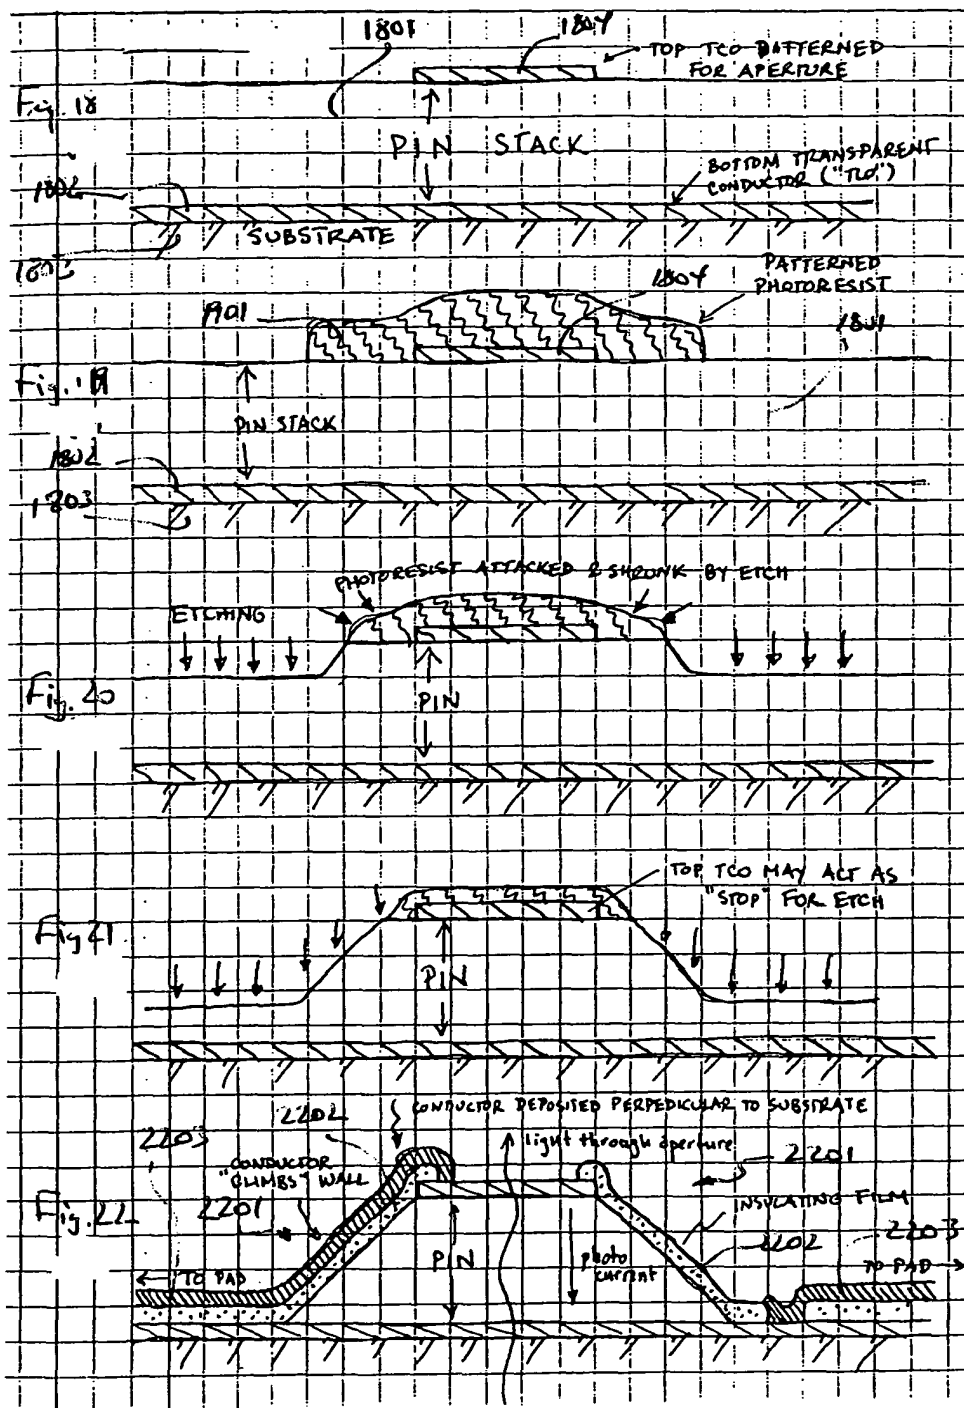 1801
1804
TOP TCO PATTERNED
FOR APERTURE
Fig. 18
PIN STACK
BOTTOM TRANSPARENT
CONDUCTOR ("TCO")
1802
SUBSTRATE
1804
PATTERNED
PHOTORESIST
1901
1801
Fig. 19
PIN STACK
1802
1803
PHOTORESIST ATTACKED & SHRUNK BY ETCH
ETCHING
Fig. 20
PIN
TOP TCO MAY ACT AS
"STOP" FOR ETCH
Fig 21
PIN
2202
CONDUCTOR DEPOSITED PERPEDICULAR TO SUBSTRATE
2203
light through aperture
2201
"CONDUCTOR
CLIMBS" WALL
2201
INSULATING FILM
Fig. 22
2202
2203
PIN
photo
current
TO PAD
TO PAD